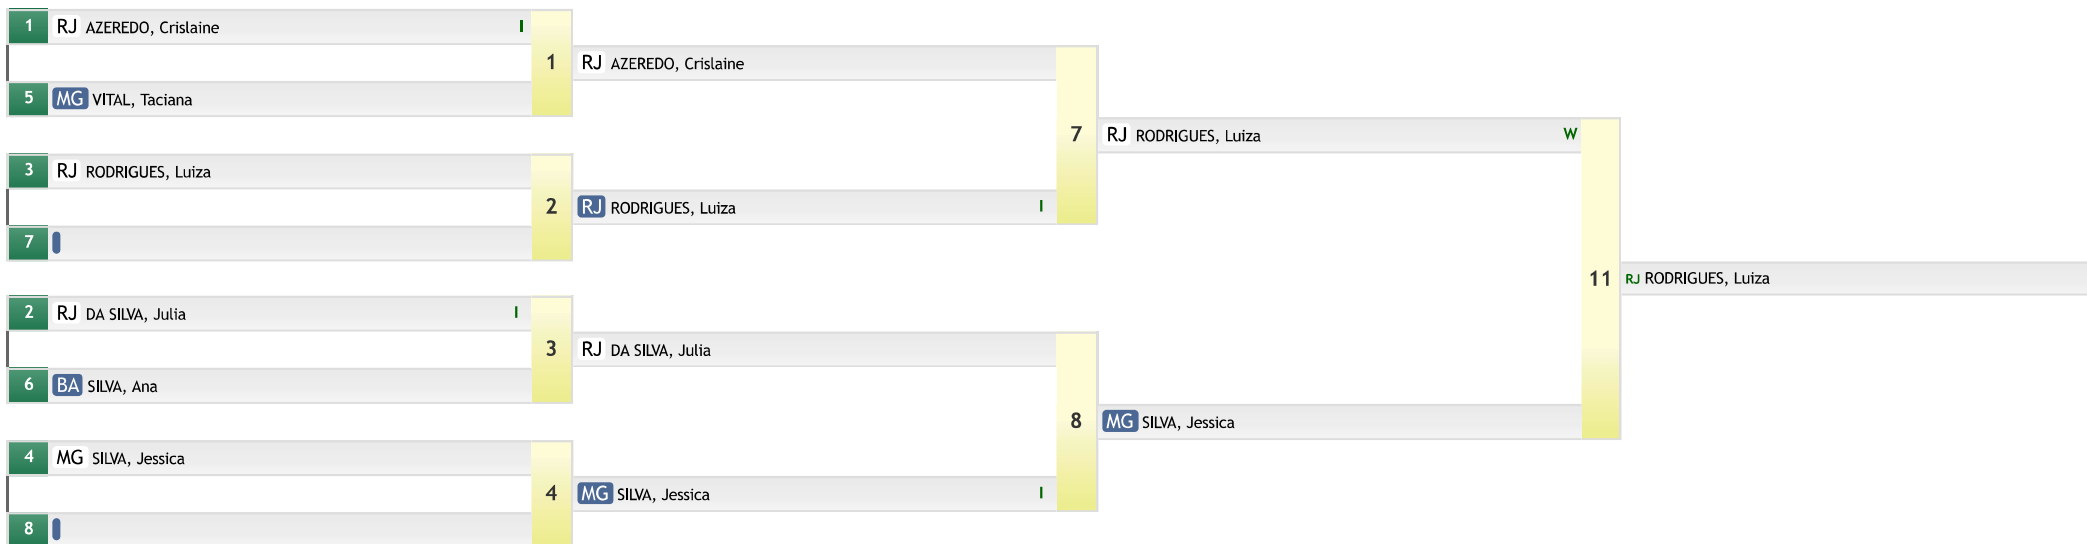 1 RJ AZEREDO, Crislaine I
1 RJ AZEREDO, Crislaine
5 MG VITAL, Taciana
7 RJ RODRIGUES, Luiza W
3 RJ RODRIGUES, Luiza
2 RJ RODRIGUES, Luiza I
7
11 RJ RODRIGUES, Luiza
2 RJ DA SILVA, Julia I
3 RJ DA SILVA, Julia
6 BA SILVA, Ana
8 MG SILVA, Jessica
4 MG SILVA, Jessica
4 MG SILVA, Jessica I
8